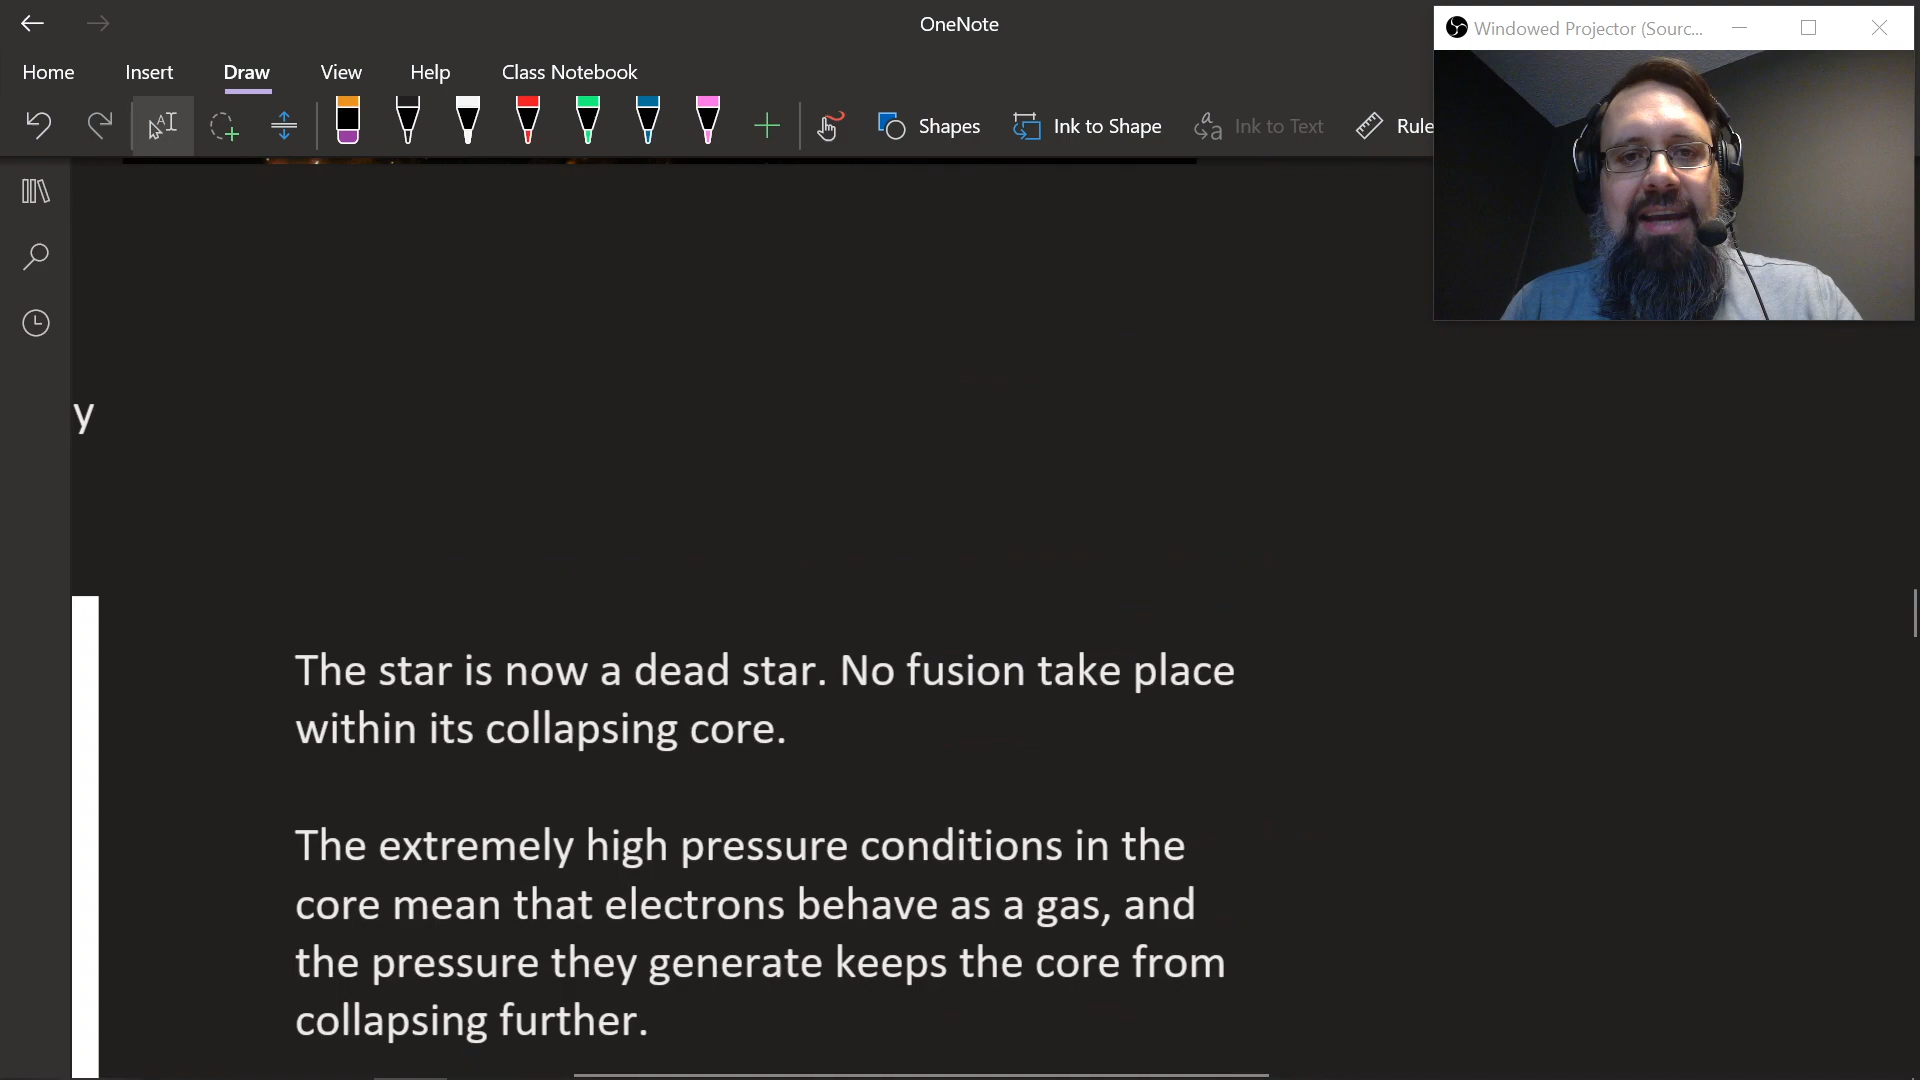 OneNote
Windowed Projector (Sourc...
Home Insert Draw View Help Class Notebook
Shapes Ink to Shape Ink to Text Rule
y
The star is now a dead star. No fusion take place
within its collapsing core.
The extremely high pressure conditions in the
core mean that electrons behave as a gas, and
the pressure they generate keeps the core from
collapsing further.